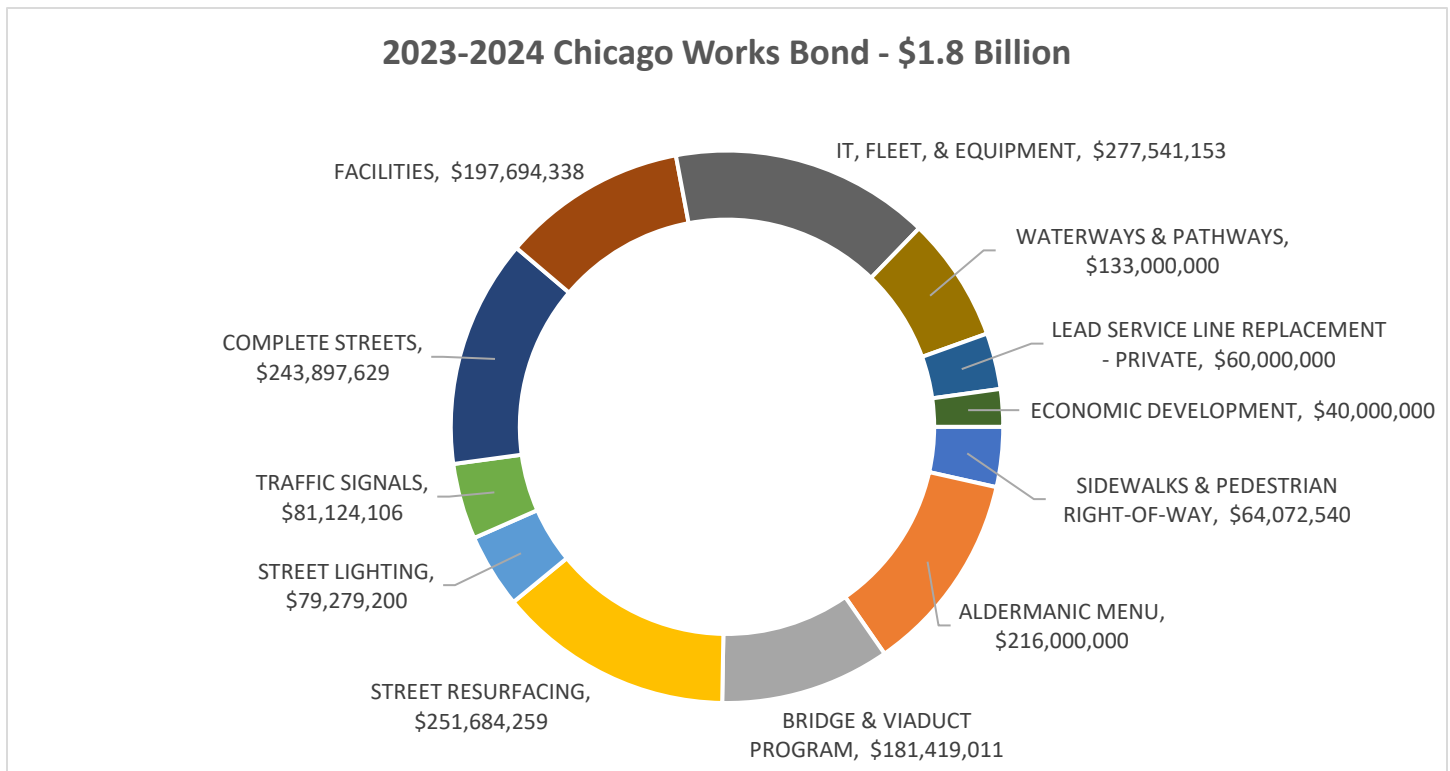 2023-2024 Chicago Works Bond - $1.8 Billion
IT, FLEET, & EQUIPMENT, $277,541,153
WATERWAYS & PATHWAYS,
$133,000,000
LEAD SERVICE LINE REPLACEMENT
- PRIVATE, $60,000,000
ECONOMIC DEVELOPMENT, $40,000,000
SIDEWALKS & PEDESTRIAN
RIGHT-OF-WAY, $64,072,540
ALDERMANIC MENU,
$216,000,000
BRIDGE & VIADUCT
PROGRAM, $181,419,011
STREET RESURFACING,
$251,684,259
STREET LIGHTING,
$79,279,200
TRAFFIC SIGNALS,
$81,124,106
COMPLETE STREETS,
$243,897,629
FACILITIES, $197,694,338